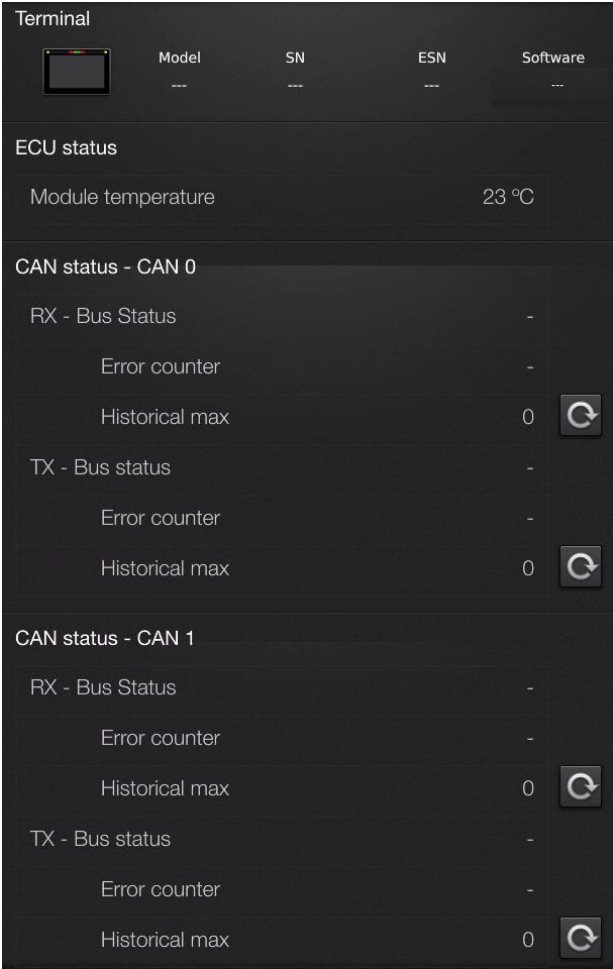 Terminal
Model SN ESN Software
--- --- --- ---
ECU status
Module temperature 23 ºC
CAN status - CAN 0
RX - Bus Status -
Error counter -
Historical max 0
TX - Bus status -
Error counter -
Historical max 0
CAN status - CAN 1
RX - Bus Status -
Error counter -
Historical max 0
TX - Bus status -
Error counter -
Historical max 0